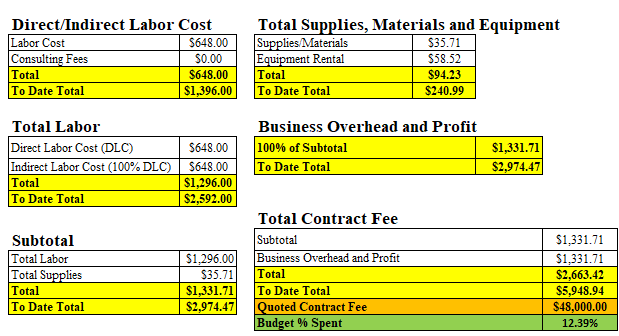 Direct/Indirect Labor Cost
Labor Cost $648.00
Consulting Fees $0.00
Total $648.00
To Date Total $1,396.00
Total Supplies, Materials and Equipment
Supplies/Materials $35.71
Equipment Rental $58.52
Total $94.23
To Date Total $240.99
Total Labor
Direct Labor Cost (DLC) $648.00
Indirect Labor Cost (100% DLC) $648.00
Total $1,296.00
To Date Total $2,592.00
Business Overhead and Profit
100% of Subtotal $1,331.71
To Date Total $2,974.47
Subtotal
Total Labor $1,296.00
Total Supplies $35.71
Total $1,331.71
To Date Total $2,974.47
Total Contract Fee
Subtotal $1,331.71
Business Overhead and Profit $1,331.71
Total $2,663.42
To Date Total $5,948.94
Quoted Contract Fee $48,000.00
Budget % Spent 12.39%